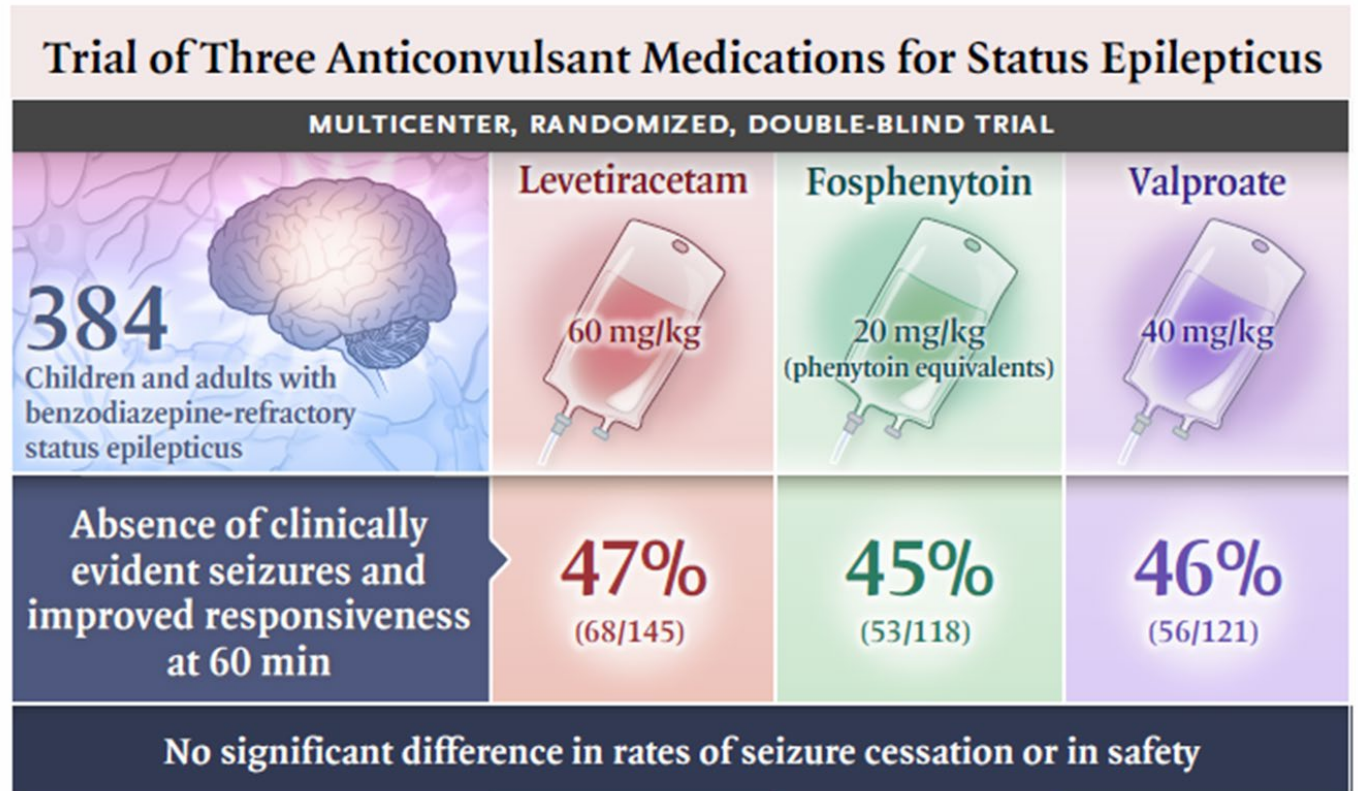 Trial of Three Anticonvulsant Medications for Status Epilepticus
MULTICENTER, RANDOMIZED, DOUBLE-BLIND TRIAL
384
Children and adults with
benzodiazepine-refractory
status epilepticus
Levetiracetam
60 mg/kg
Fosphenytoin
20 mg/kg
(phenytoin equivalents)
Valproate
40 mg/kg
Absence of clinically
evident seizures and
improved responsiveness
at 60 min
47%
(68/145)
45%
(53/118)
46%
(56/121)
No significant difference in rates of seizure cessation or in safety